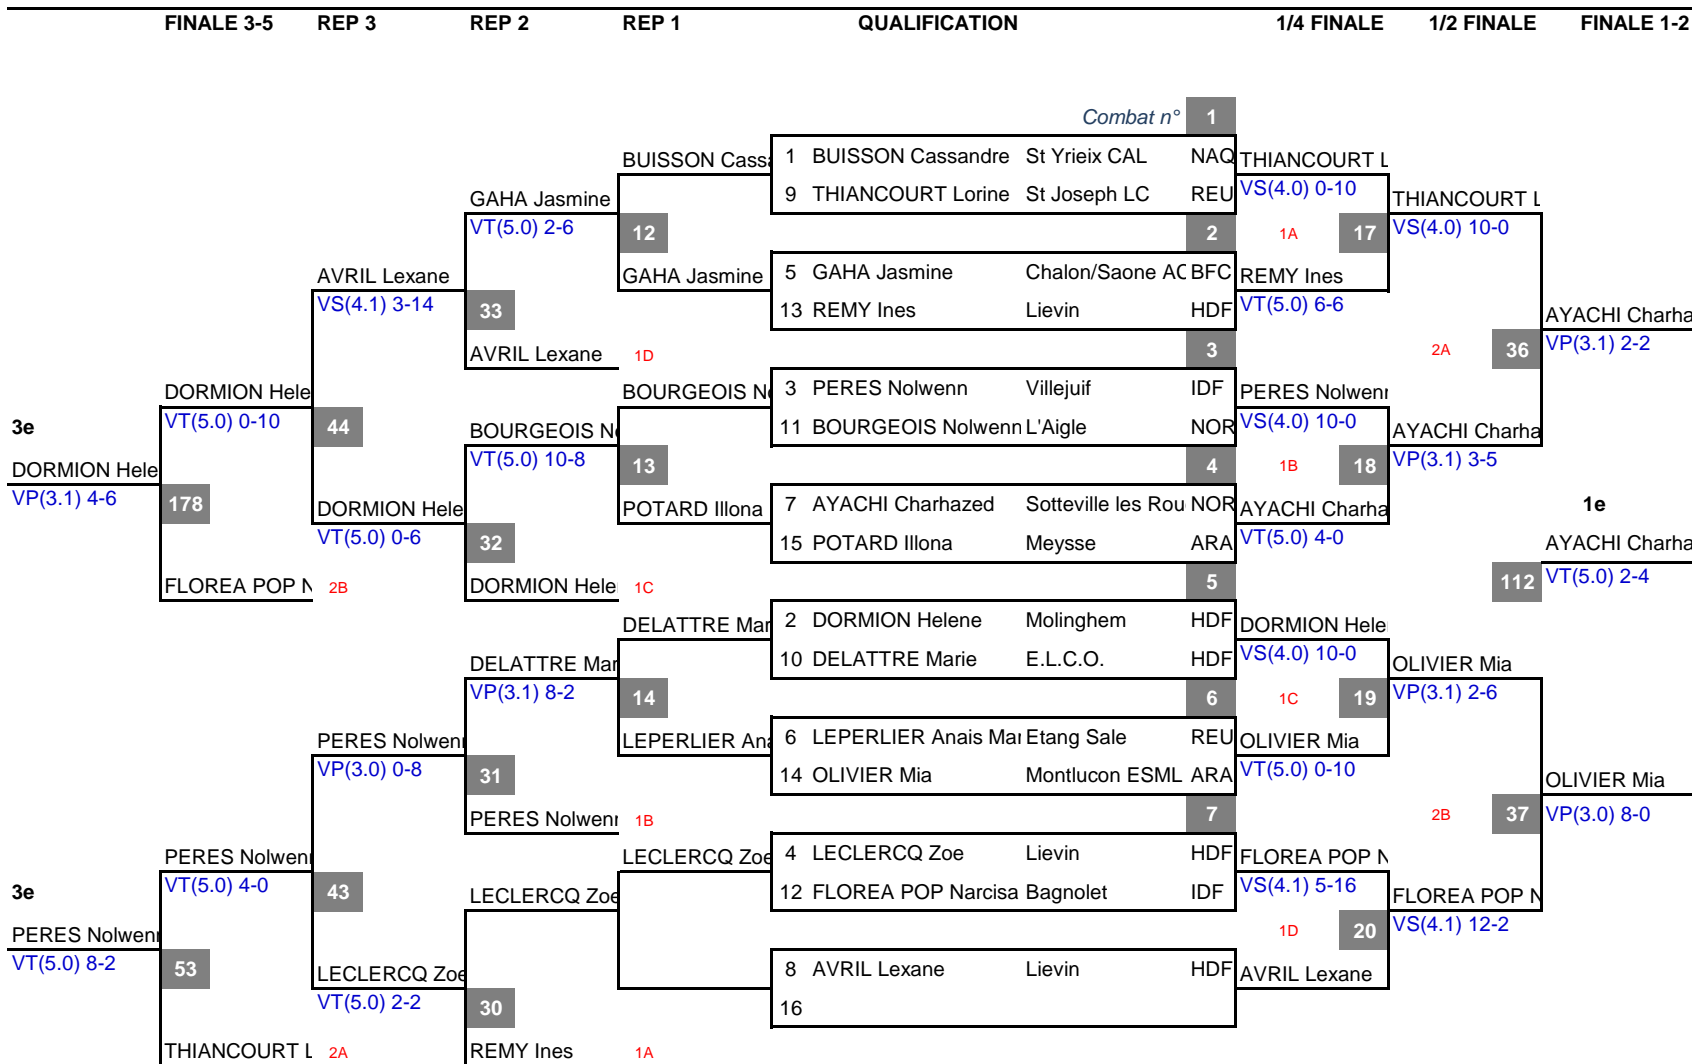 FINALE 3-5 REP 3 REP 2 REP 1 QUALIFICATION 1/4 FINALE 1/2 FINALE FINALE 1-2
Combat n° 1
BUISSON Cassa 1 BUISSON Cassandre St Yrieix CAL NAQ THIANCOURT L
GAHA Jasmine 9 THIANCOURT Lorine St Joseph LC REU VS(4.0) 0-10 THIANCOURT L
VT(5.0) 2-6 12 2 1A 17 VS(4.0) 10-0
AVRIL Lexane GAHA Jasmine 5 GAHA Jasmine Chalon/Saone AC BFC REMY Ines
VS(4.1) 3-14 33 13 REMY Ines Lievin HDF VT(5.0) 6-6 AYACHI Charha
AVRIL Lexane 1D 3 2A 36 VP(3.1) 2-2
DORMION Hele BOURGEOIS No 3 PERES Nolwenn Villejuif IDF PERES Nolwenn
3e VT(5.0) 0-10 44 BOURGEOIS No 11 BOURGEOIS Nolwenn L'Aigle NOR VS(4.0) 10-0 AYACHI Charha
DORMION Hele VT(5.0) 10-8 13 4 1B 18 VP(3.1) 3-5
VP(3.1) 4-6 178 DORMION Hele POTARD Illona 7 AYACHI Charhazed Sotteville les Rou NOR AYACHI Charha 1e
VT(5.0) 0-6 32 15 POTARD Illona Meysse ARA VT(5.0) 4-0 AYACHI Charha
FLOREA POP N 2B DORMION Hele 1C 5 112 VT(5.0) 2-4
DELATTRE Mar 2 DORMION Helene Molinghem HDF DORMION Hele
DELATTRE Mar 10 DELATTRE Marie E.L.C.O. HDF VS(4.0) 10-0 OLIVIER Mia
VP(3.1) 8-2 14 6 1C 19 VP(3.1) 2-6
PERES Nolwenn LEPERLIER Ana 6 LEPERLIER Anais Mar Etang Sale REU OLIVIER Mia
VP(3.0) 0-8 31 14 OLIVIER Mia Montlucon ESML ARA VT(5.0) 0-10 OLIVIER Mia
PERES Nolwenn 1B 7 2B 37 VP(3.0) 8-0
PERES Nolwenn LECLERCQ Zoe 4 LECLERCQ Zoe Lievin HDF FLOREA POP N
3e VT(5.0) 4-0 43 LECLERCQ Zoe 12 FLOREA POP Narcisa Bagnolet IDF VS(4.1) 5-16 FLOREA POP N
PERES Nolwenn 1D 20 VS(4.1) 12-2
VT(5.0) 8-2 53 LECLERCQ Zoe 8 AVRIL Lexane Lievin HDF AVRIL Lexane
VT(5.0) 2-2 30 16
THIANCOURT L 2A REMY Ines 1A